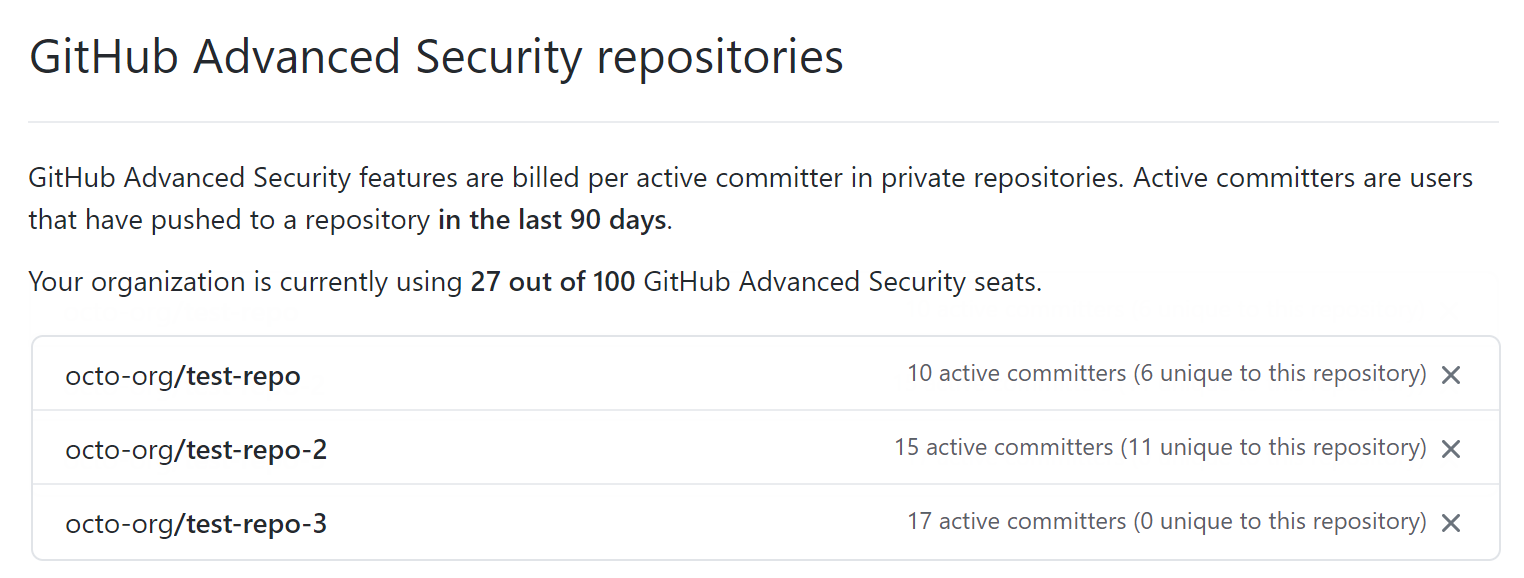 GitHub Advanced Security repositories
GitHub Advanced Security features are billed per active committer in private repositories. Active committers are users
that have pushed to a repository in the last 90 days.
Your organization is currently using 27 out of 100 GitHub Advanced Security seats.
octo-org/test-repo 10 active committers (6 unique to this repository)
octo-org/test-repo-2 15 active committers (11 unique to this repository)
octo-org/test-repo-3 17 active committers (0 unique to this repository)